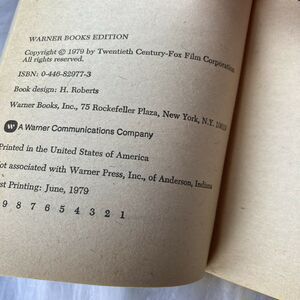 WARNER BOOKS EDITION
Copyright © 1979 by Twentieth Century-Fox Film Corporation
All rights reserved.
ISBN: 0-446-82977-3
Book design: H. Roberts
Warner Books, Inc., 75 Rockefeller Plaza, New York, N.Y. 10019
A Warner Communications Company
Printed in the United States of America
Not associated with Warner Press, Inc., of Anderson, Indiana
st Printing: June, 1979
9 8 7 6 5 4 3 2 1